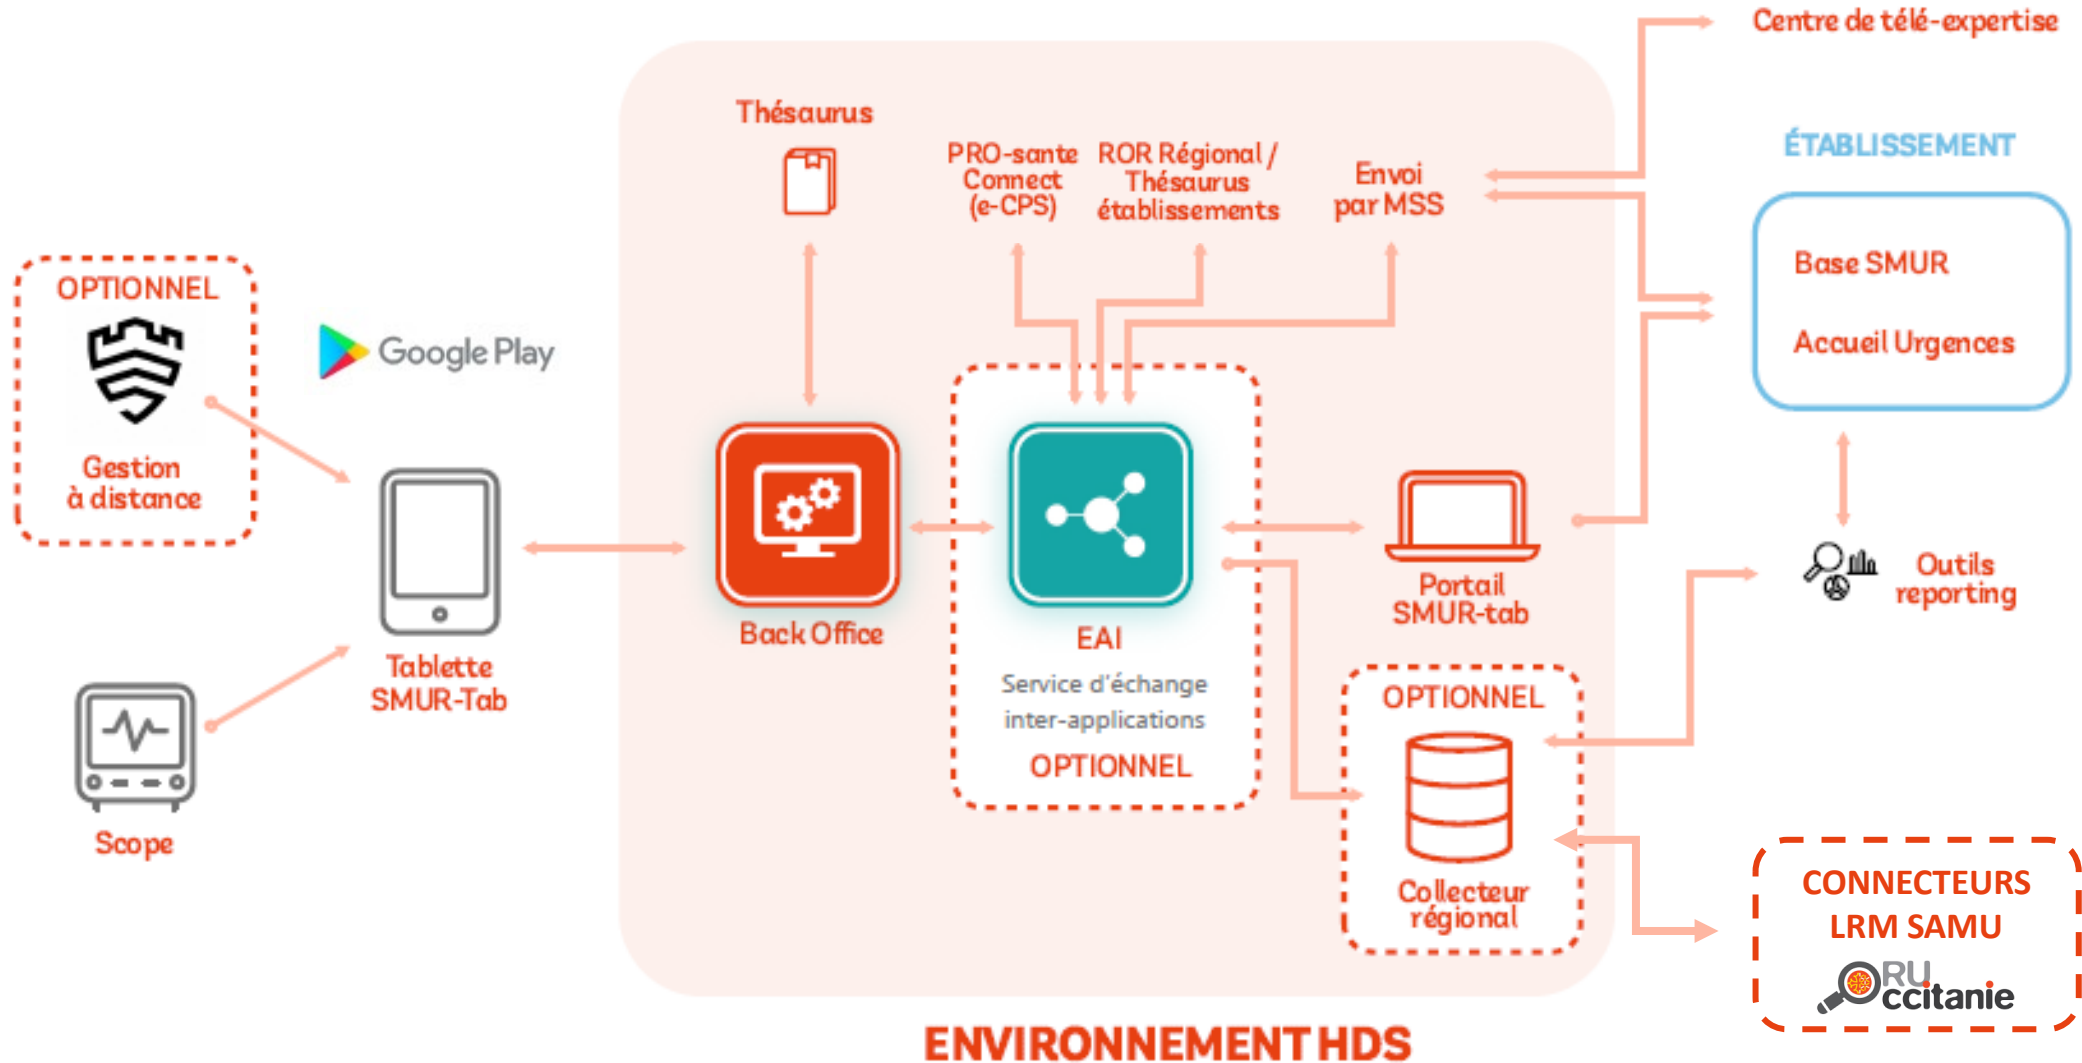 Centre de télé-expertise
Thésaurus
PRO-sante
Connect
(e-CPS)
ROR Régional /
Thésaurus
établissements
Envoi
par MSS
ÉTABLISSEMENT
Base SMUR
Accueil Urgences
OPTIONNEL
Gestion
à distance
Google Play
Tablette
SMUR-Tab
Scope
Back Office
EAI
Service d'échange
inter-applications
OPTIONNEL
Portail
SMUR-tab
Outils
reporting
OPTIONNEL
Collecteur
régional
CONNECTEURS
LRM SAMU
ORU
Occitanie
ENVIRONNEMENT HDS